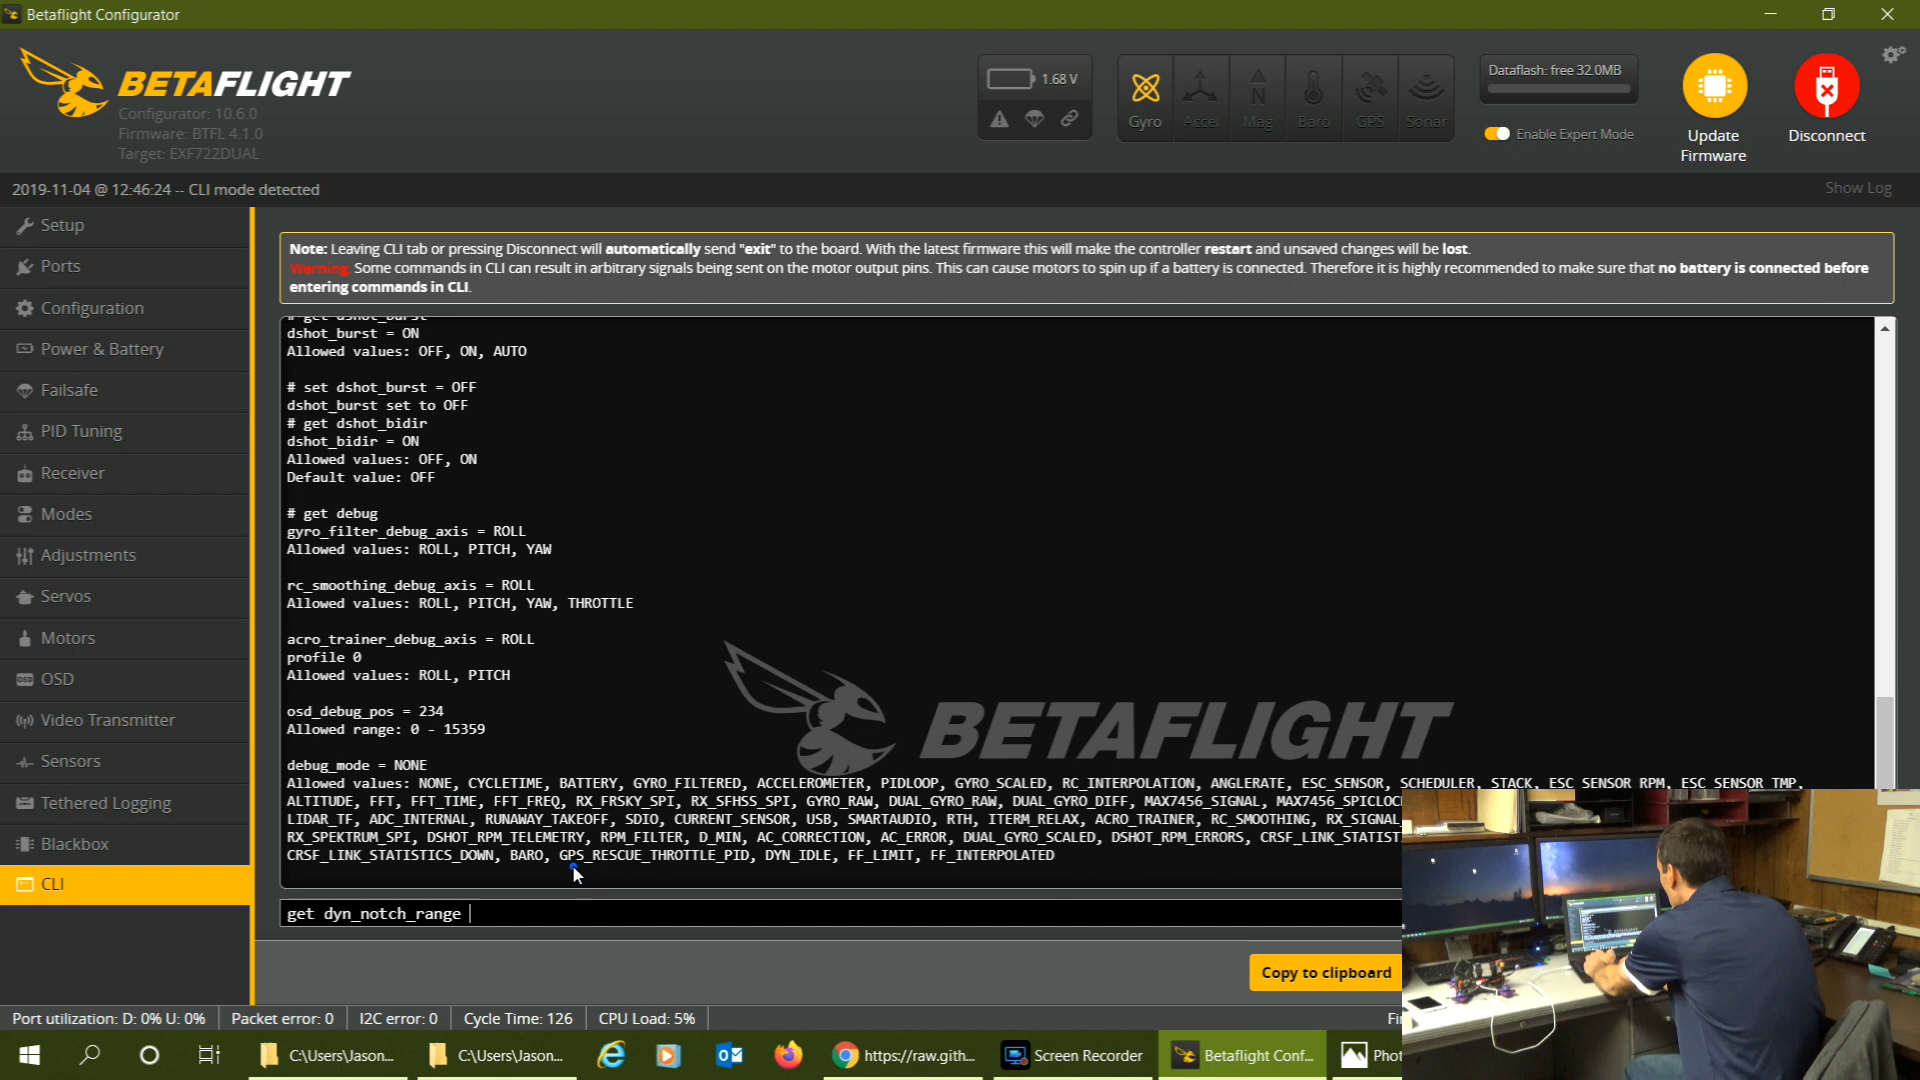 Betaflight Configurator
BETAFLIGHT
Configurator: 10.6.0
Firmware: BTFL 4.1.0
Target: EXF722DUAL
1.68 V
Gyro
Accel
Mag
Baro
GPS
Sonar
Dataflash: free 32.0MB
Enable Expert Mode
Update
Firmware
Disconnect
2019-11-04 @ 12:46:24 -- CLI mode detected
Show Log
Setup
Ports
Configuration
Power & Battery
Failsafe
PID Tuning
Receiver
Modes
Adjustments
Servos
Motors
OSD
Video Transmitter
Sensors
Tethered Logging
Blackbox
CLI
Note: Leaving CLI tab or pressing Disconnect will automatically send "exit" to the board. With the latest firmware this will make the controller restart and unsaved changes will be lost.
Warning: Some commands in CLI can result in arbitrary signals being sent on the motor output pins. This can cause motors to spin up if a battery is connected. Therefore it is highly recommended to make sure that no battery is connected before
entering commands in CLI.
# get dshot_burst
dshot_burst = ON
Allowed values: OFF, ON, AUTO
# set dshot_burst = OFF
dshot_burst set to OFF
# get dshot_bidir
dshot_bidir = ON
Allowed values: OFF, ON
Default value: OFF
# get debug
gyro_filter_debug_axis = ROLL
Allowed values: ROLL, PITCH, YAW
rc_smoothing_debug_axis = ROLL
Allowed values: ROLL, PITCH, YAW, THROTTLE
acro_trainer_debug_axis = ROLL
profile 0
Allowed values: ROLL, PITCH
osd_debug_pos = 234
Allowed range: 0 - 15359
debug_mode = NONE
Allowed values: NONE, CYCLETIME, BATTERY, GYRO_FILTERED, ACCELEROMETER, PIDLOOP, GYRO_SCALED, RC_INTERPOLATION, ANGLERATE, ESC_SENSOR, SCHEDULER, STACK, ESC_SENSOR_RPM, ESC_SENSOR_TMP,
ALTITUDE, FFT, FFT_TIME, FFT_FREQ, RX_FRSKY_SPI, RX_SFHSS_SPI, GYRO_RAW, DUAL_GYRO_RAW, DUAL_GYRO_DIFF, MAX7456_SIGNAL, MAX7456_SPICLOC
LIDAR_TF, ADC_INTERNAL, RUNAWAY_TAKEOFF, SDIO, CURRENT_SENSOR, USB, SMARTAUDIO, RTH, ITERM_RELAX, ACRO_TRAINER, RC_SMOOTHING, RX_SIGNAL
RX_SPEKTRUM_SPI, DSHOT_RPM_TELEMETRY, RPM_FILTER, D_MIN, AC_CORRECTION, AC_ERROR, DUAL_GYRO_SCALED, DSHOT_RPM_ERRORS, CRSF_LINK_STATISTI
CRSF_LINK_STATISTICS_DOWN, BARO, GPS_RESCUE_THROTTLE_PID, DYN_IDLE, FF_LIMIT, FF_INTERPOLATED
BETAFLIGHT
get dyn_notch_range
Copy to clipboard
Port utilization: D: 0% U: 0%
Packet error: 0
I2C error: 0
Cycle Time: 126
CPU Load: 5%
Fi
C:\Users\Jason...
C:\Users\Jason...
https://raw.gith...
Screen Recorder
Betaflight Conf...
Phot